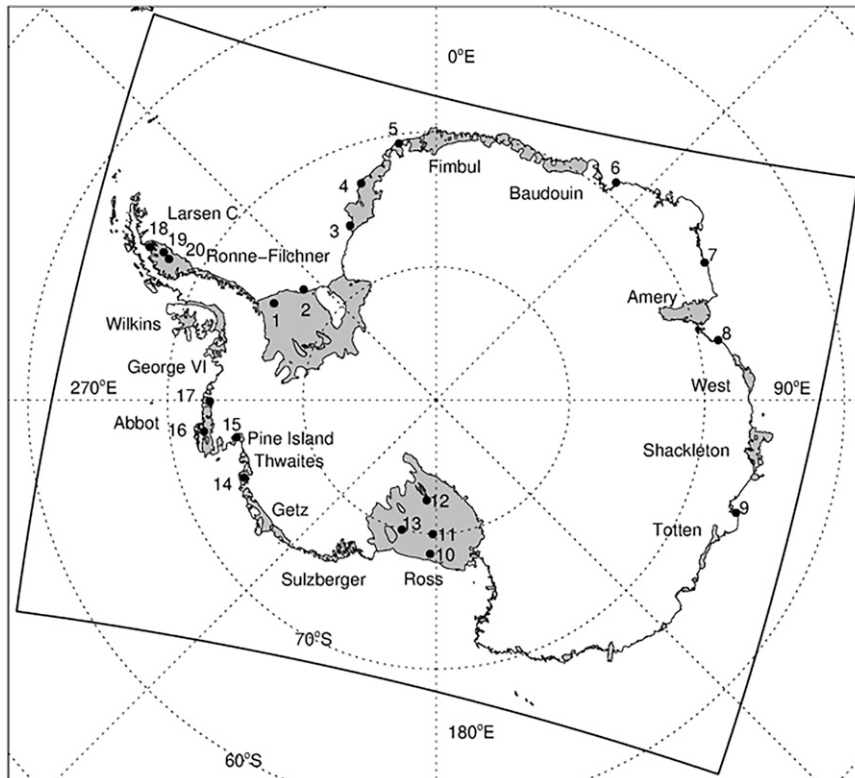 0°E
5
Fimbul
4
Baudouin
6
3
Larsen C
18
19
20
Ronne−Filchner
7
Amery
1
2
8
Wilkins
George VI
West
270°E
17
90°E
Abbot
16
15
Pine Island
Thwaites
Shackleton
14
12
9
Getz
13
11
Totten
10
Sulzberger
Ross
70°S
180°E
60°S